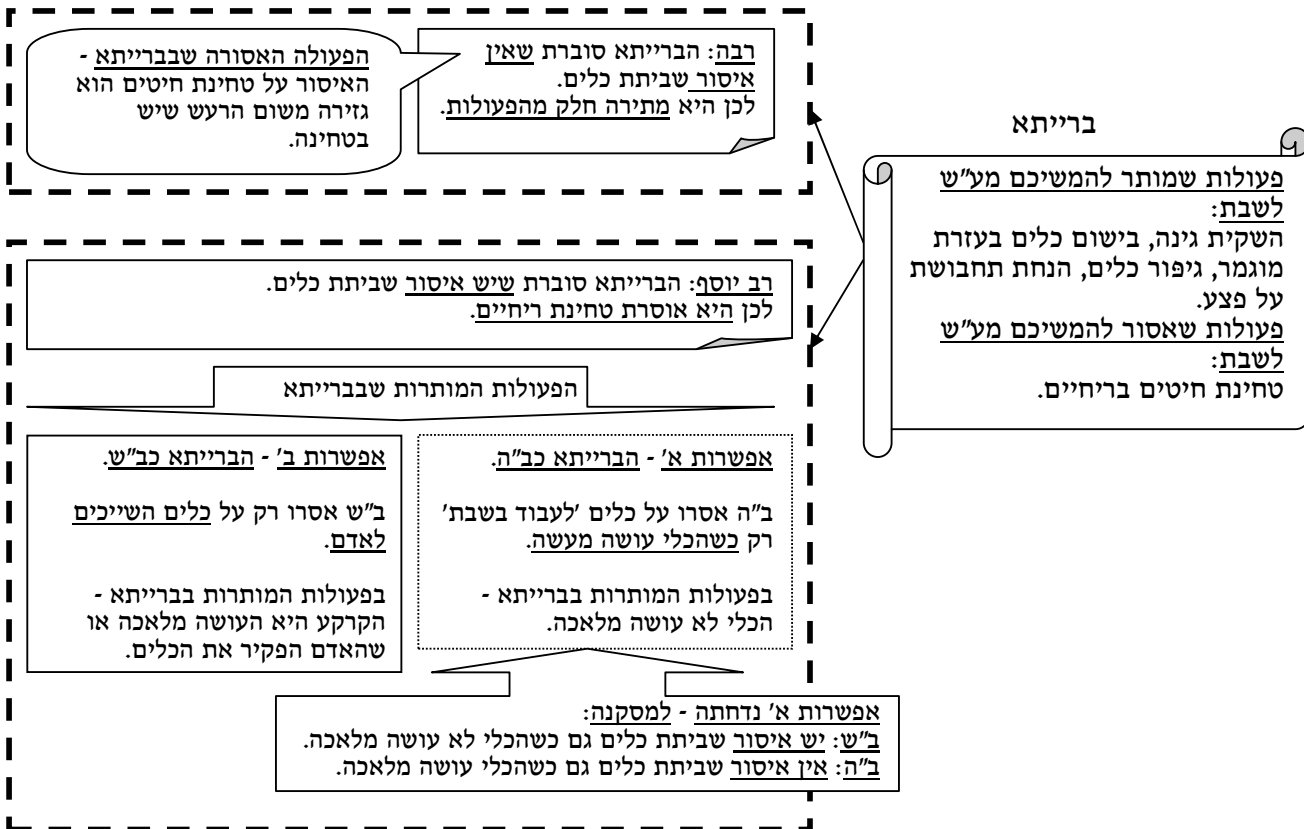 ברייתא
פעולות שמותר להמשיכם מע"ש
לשבת:
השקית גינה, בישום כלים בעזרת
מוגמר, גיפּור כלים, הנחת תחבושת
על פצע.
פעולות שאסור להמשיכם מע"ש
לשבת:
טחינת חיטים בריחיים.
רבה: הברייתא סוברת שאין
איסור שביתת כלים.
לכן היא מתירה חלק מהפעולות.
הפעולה האסורה שבברייתא -
האיסור על טחינת חיטים הוא
גזירה משום הרעש שיש
בטחינה.
רב יוסף: הברייתא סוברת שיש איסור שביתת כלים.
לכן היא אוסרת טחינת ריחיים.
הפעולות המותרות שבברייתא
אפשרות א' - הברייתא כב"ה.
ב"ה אסרו על כלים 'לעבוד בשבת'
רק כשהכלי עושה מעשה.
בפעולות המותרות בברייתא -
הכלי לא עושה מלאכה.
אפשרות ב' - הברייתא כב"ש.
ב"ש אסרו רק על כלים השייכים
לאדם.
בפעולות המותרות בברייתא -
הקרקע היא העושה מלאכה או
שהאדם הפקיר את הכלים.
אפשרות א' נדחתה - למסקנה:
ב"ש: יש איסור שביתת כלים גם כשהכלי לא עושה מלאכה.
ב"ה: אין איסור שביתת כלים גם כשהכלי עושה מלאכה.